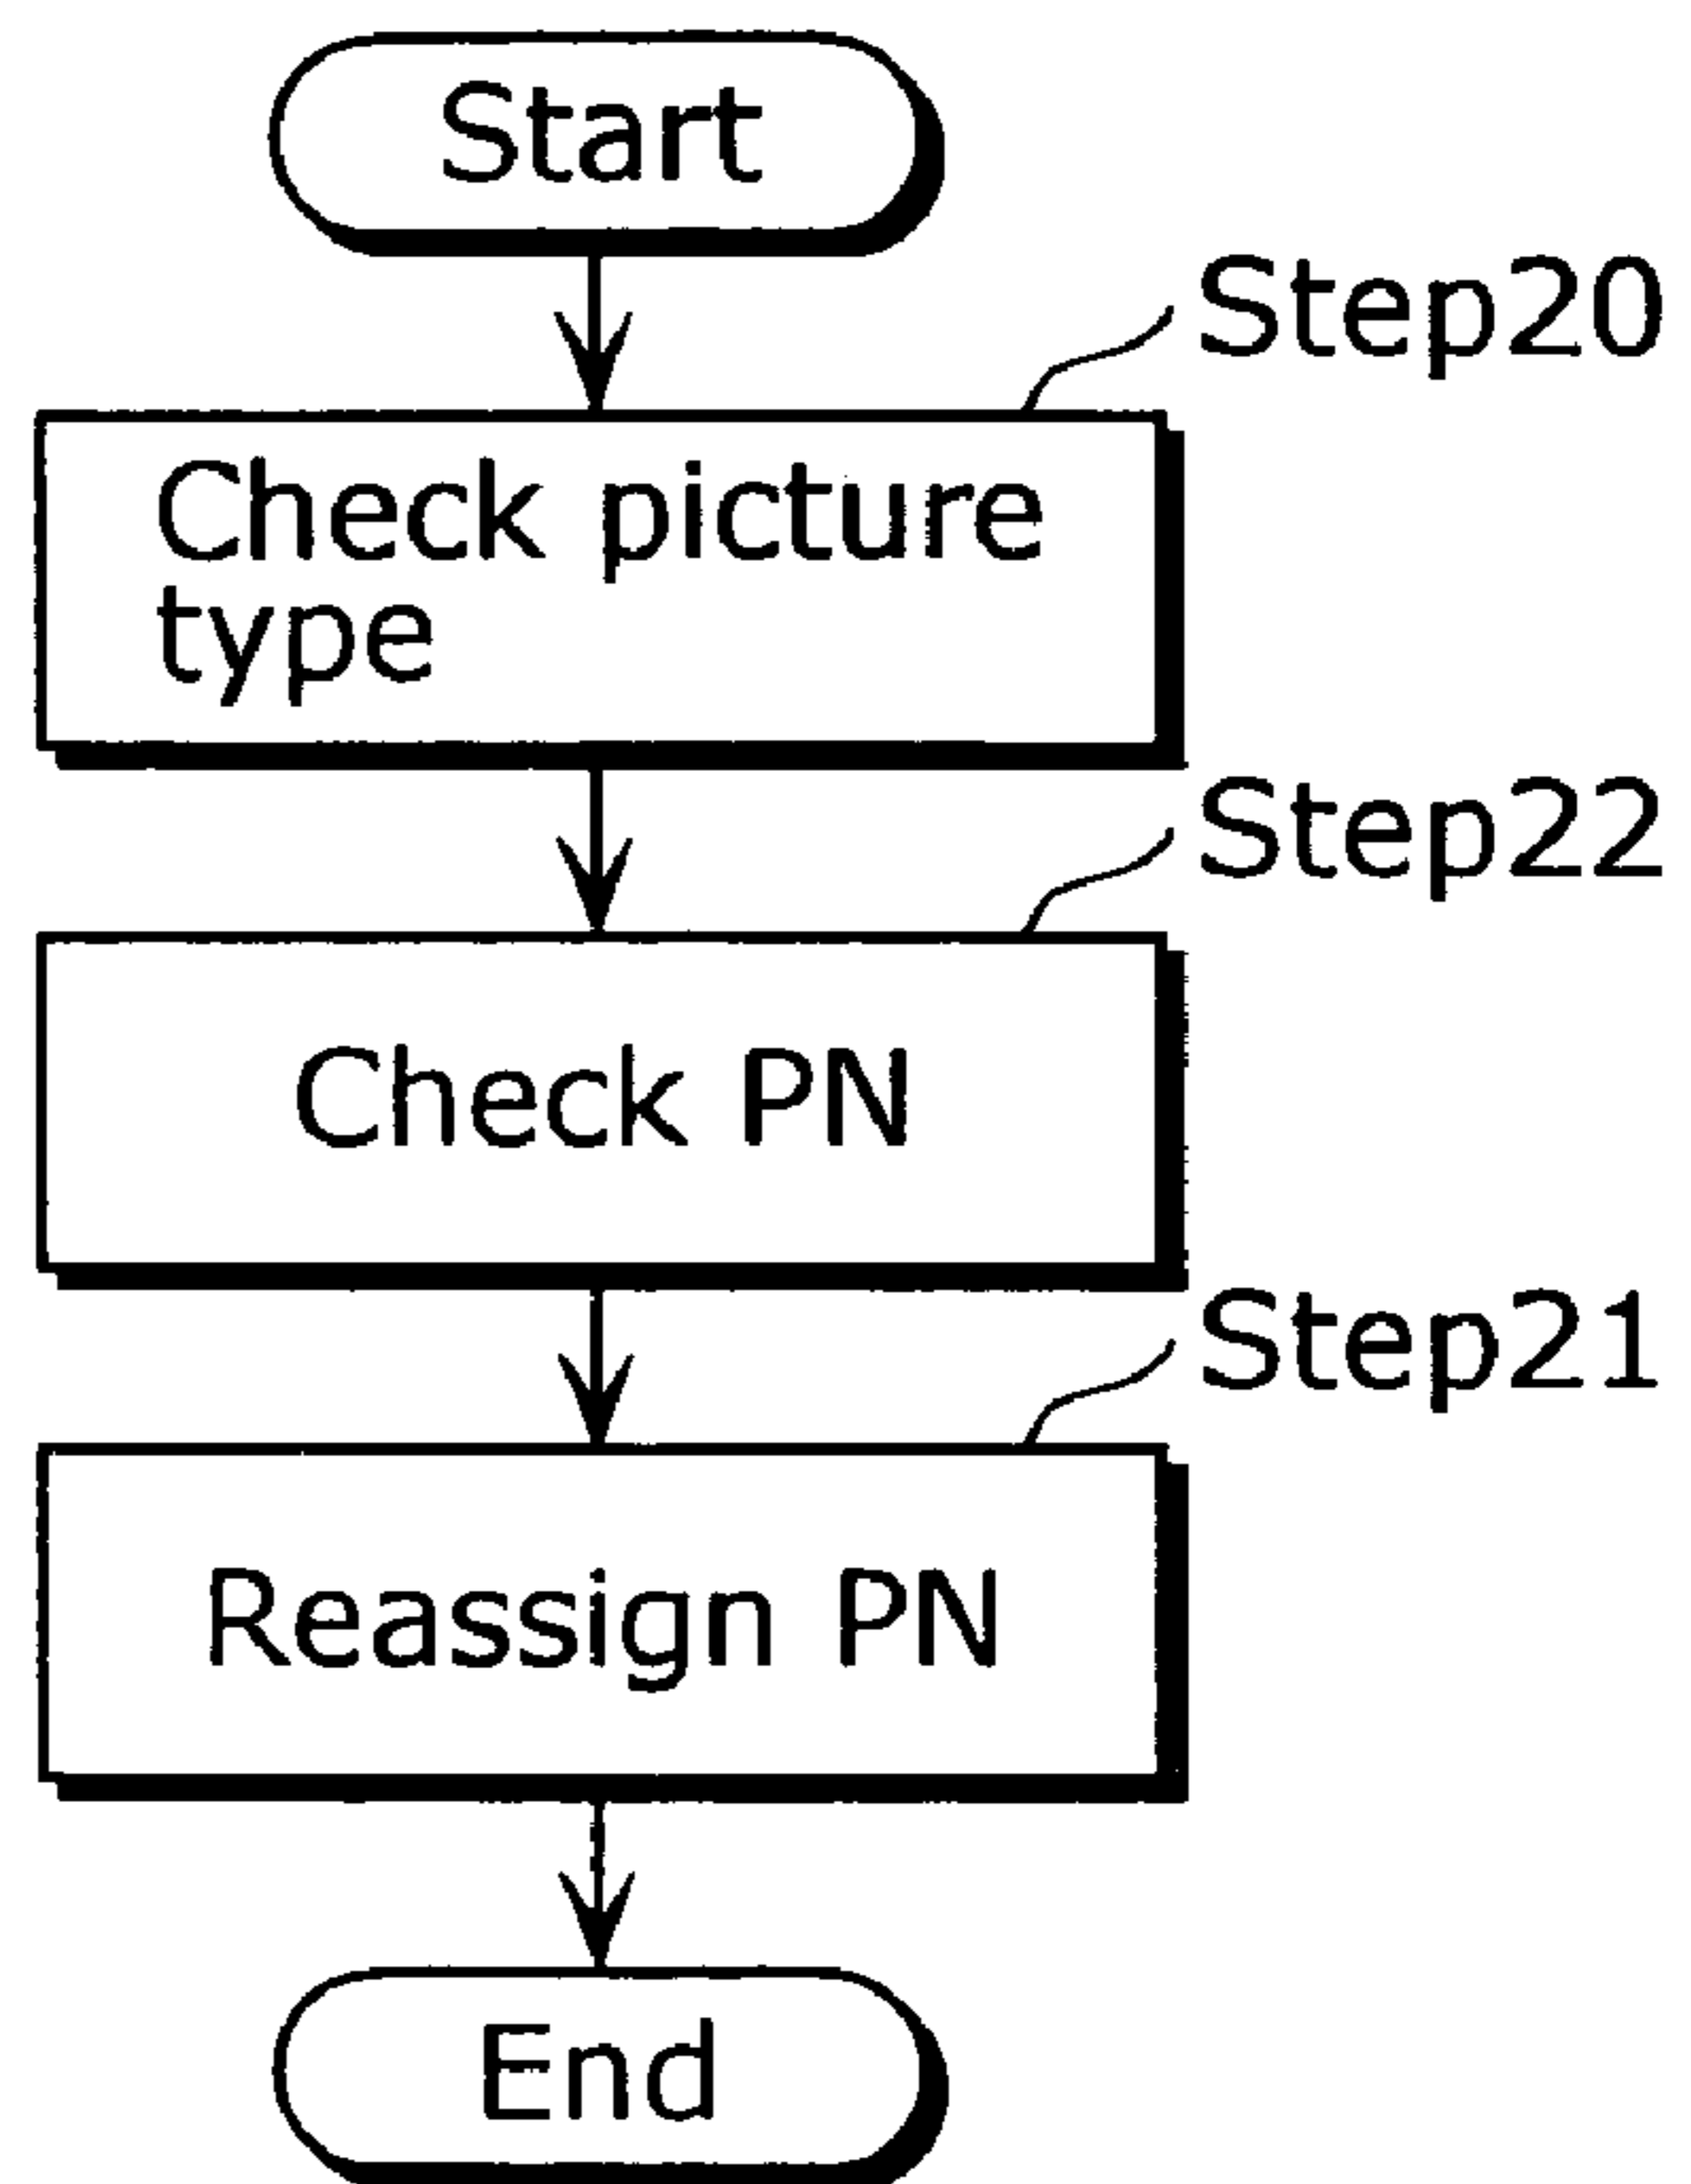 Start
Step20
Check picture
type
Step22
Check PN
Step21
Reassign PN
End